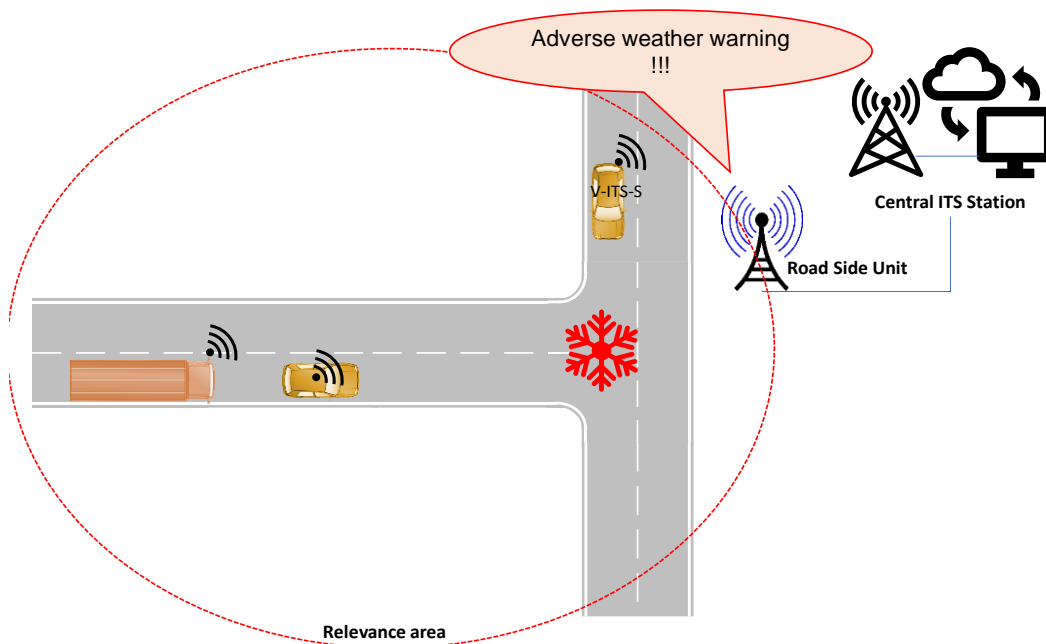 Adverse weather warning
!!!
V-ITS-S
Central ITS Station
Road Side Unit
Relevance area